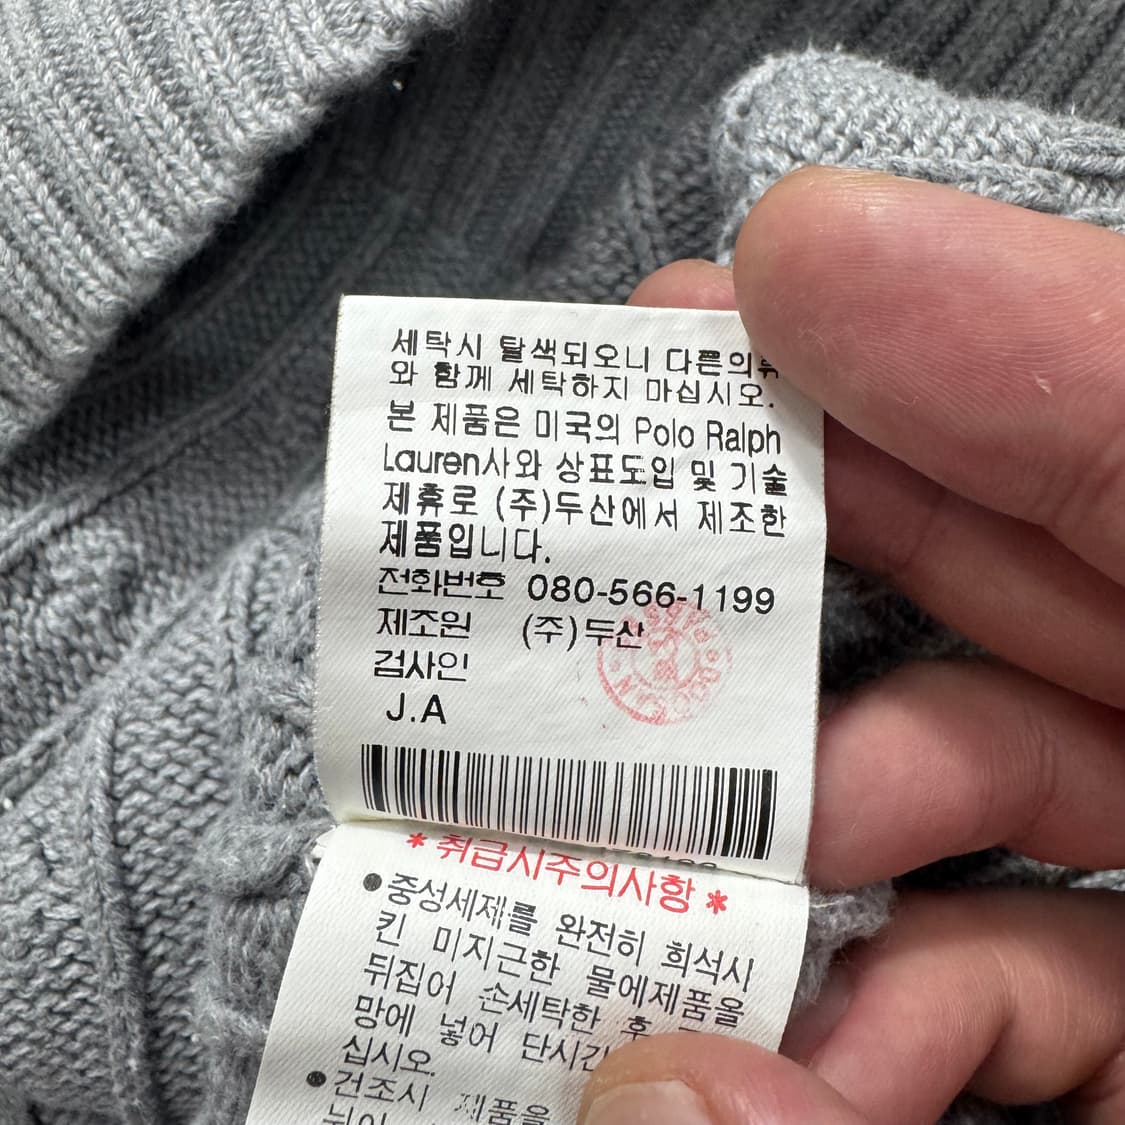 세탁시 탈색되오니 다른의류
와 함께 세탁하지 마십시오.
본 제품은 미국의 Polo Ralph
Lauren사와 상표도입 및 기술
제휴로 (주)두산에서 제조한
제품입니다.
전화번호 080-566-1199
제조원 (주)두산
검사인
J.A
* 취급시주의사항 *
●중성세제를 완전히 희석시
킨 미지근한 물에제품을
뒤집어 손세탁한 후
망에 넣어 단시간
십시오.
●건조시 제품을